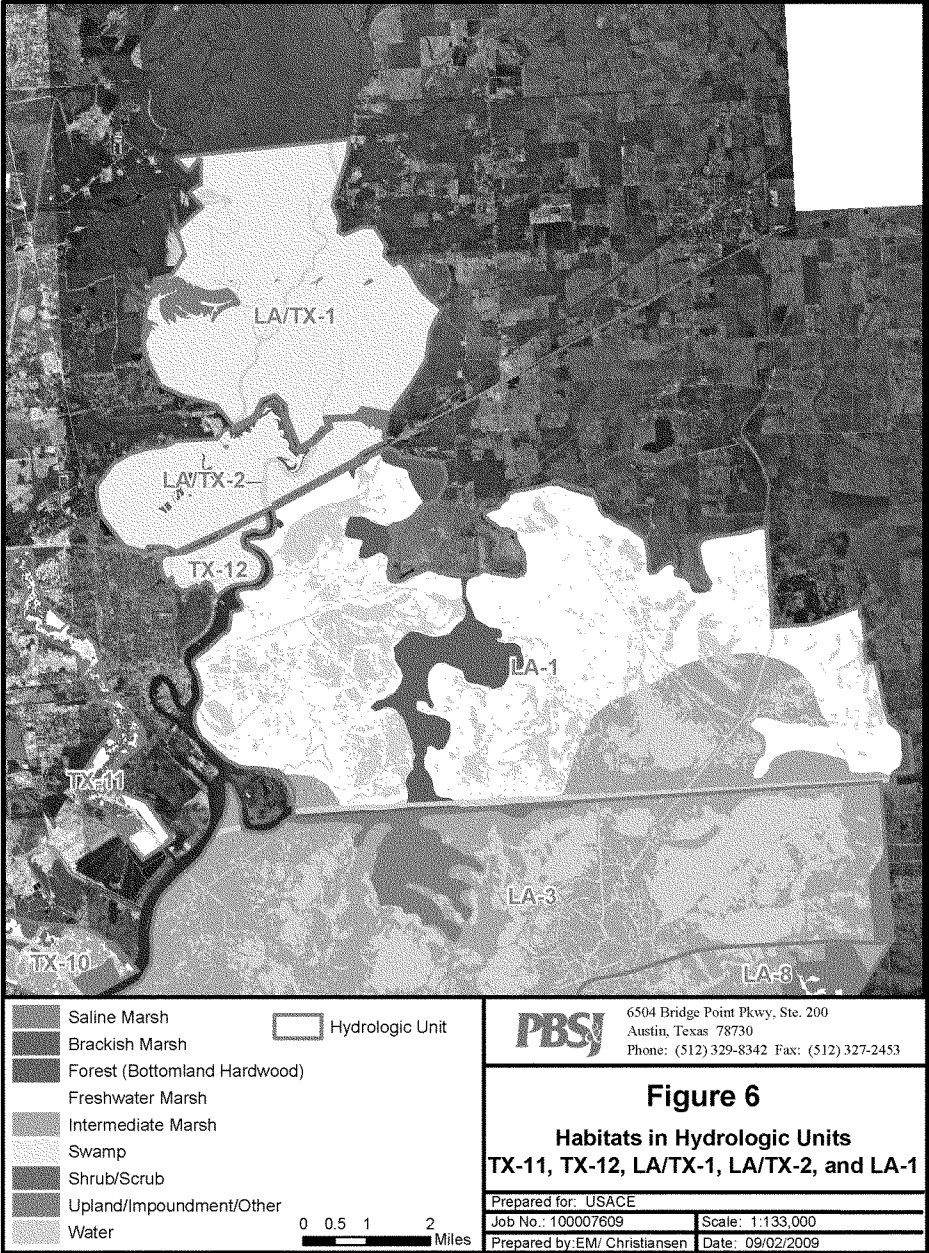 LA/TX-1
LA/TX-2
TX-12
LA-1
TX-11
LA-3
TX-10
LA-8
Saline Marsh
Brackish Marsh
Forest (Bottomland Hardwood)
Freshwater Marsh
Intermediate Marsh
Swamp
Shrub/Scrub
Upland/Impoundment/Other
Water
Hydrologic Unit
0 0.5 1 2
Miles
PBSJ
6504 Bridge Point Pkwy, Ste. 200
Austin, Texas 78730
Phone: (512) 329-8342 Fax: (512) 327-2453
Figure 6
Habitats in Hydrologic Units
TX-11, TX-12, LA/TX-1, LA/TX-2, and LA-1
Prepared for: USACE
Job No.: 100007609
Scale: 1:133,000
Prepared by:EM/ Christiansen
Date: 09/02/2009